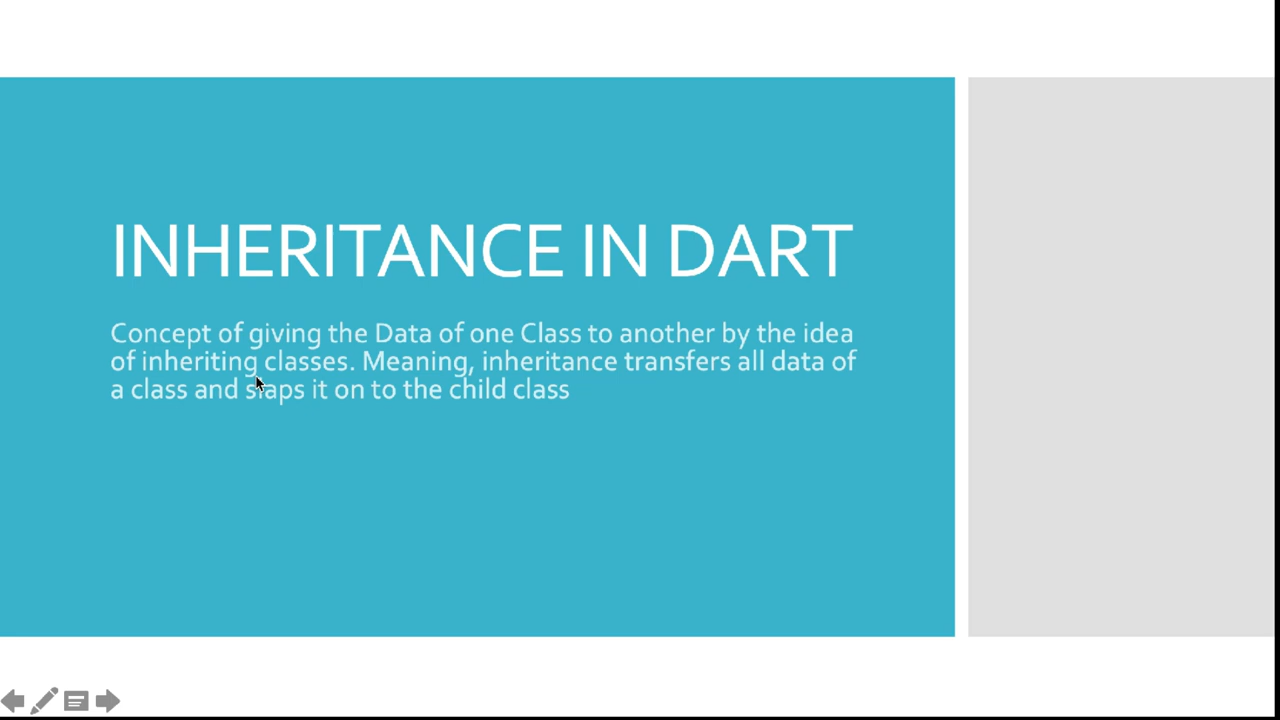 INHERITANCE IN DART
Concept of giving the Data of one Class to another by the idea
of inheriting classes. Meaning, inheritance transfers all data of
a class and slaps it on to the child class